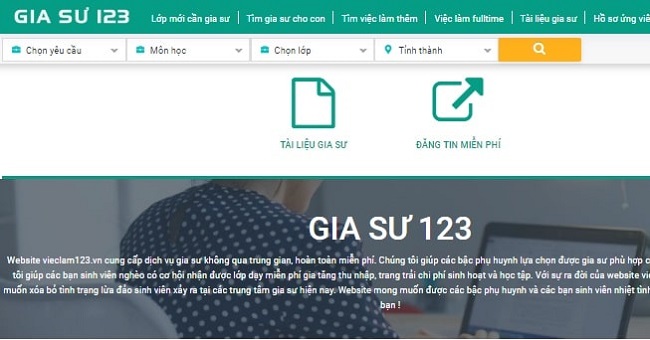 GIA SƯ 123
Lớp mới cần gia sư
Tìm gia sư cho con
Tìm việc làm thêm
Việc làm fulltime
Tài liệu gia sư
Hồ sơ ứng viê
Chọn yêu cầu
Môn học
Chọn lớp
Tỉnh thành
TÀI LIỆU GIA SƯ
ĐĂNG TIN MIỄN PHÍ
GIA SƯ 123
Website vieclam123.vn cung cấp dịch vụ gia sư không qua trung gian, hoàn toàn miễn phí. Chúng tôi giúp các bậc phụ huynh lựa chọn được gia sư phù hợp c
tôi giúp các bạn sinh viên nghèo có cơ hội nhận được lớp dạy miễn phí gia tăng thu nhập, trang trải chi phí sinh hoạt và học tập. Với sự ra đời của website vi
muốn xóa bỏ tình trạng lừa đảo sinh viên xảy ra tại các trung tâm gia sư hiện nay. Website mong muốn được các bậc phụ huynh và các bạn sinh viên nhiệt tìn
bạn !